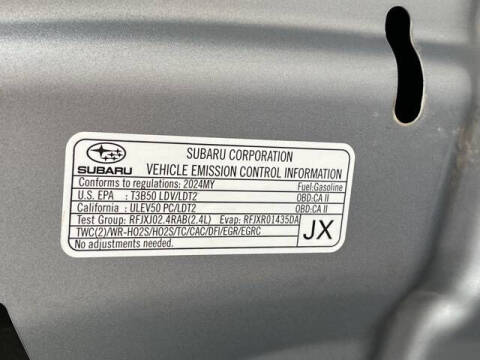 SUBARU CORPORATION
SUBARU VEHICLE EMISSION CONTROL INFORMATION
Conforms to regulations: 2024MY Fuel:Gasoline
U.S. EPA : T3B50 LDV/LDT2 OBD:CA II
California : ULEV50 PC/LDT2 OBD:CA II
Test Group: RFJXJ02.4RAB(2.4L) Evap: RFJXR01435DA
TWC(2)/WR-HO2S/HO2S/TC/CAC/DFI/EGR/EGRC JX
No adjustments needed.